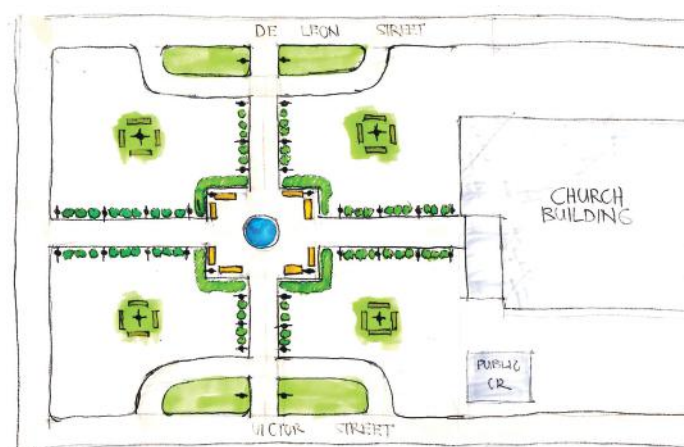 DE LEON STREET
CHURCH
BUILDING
PUBLIC
CR
VICTOR STREET